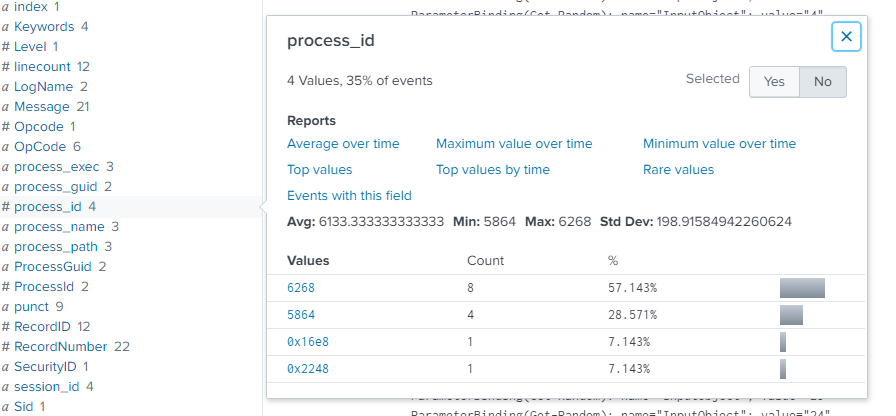 index 1
a Keywords 4
# Level 1
# linecount 12
a LogName 2
a Message 21
# Opcode 1
a OpCode 6
a process_exec 3
a process_guid 2
# process_id 4
a process_name 3
a process_path 3
a ProcessGuid 2
# ProcessId 2
a punct 9
# RecordID 12
# RecordNumber 22
a SecurityID 1
a session_id 4
a Sid 1
ParameterBinding(Get-Random): name="InputObject"; value="4"
process_id
4 Values, 35% of events
Selected Yes No
Reports
Average over time Maximum value over time Minimum value over time
Top values Top values by time Rare values
Events with this field
Avg: 6133.333333333333 Min: 5864 Max: 6268 Std Dev: 198.91584942260624
Values Count %
6268 8 57.143%
5864 4 28.571%
0x16e8 1 7.143%
0x2248 1 7.143%
ParameterBinding(Get-Random): name="InputObject"; value="24"